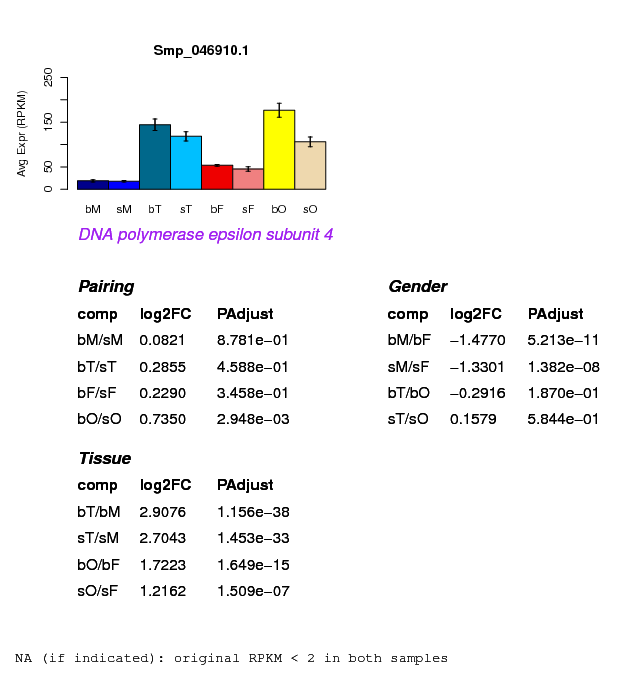 Smp_046910.1
Avg Expr (RPKM)
250
150
50
0
bM sM bT sT bF sF bO sO
DNA polymerase epsilon subunit 4
Pairing
comp log2FC PAdjust
bM/sM 0.0821 8.781e−01
bT/sT 0.2855 4.588e−01
bF/sF 0.2290 3.458e−01
bO/sO 0.7350 2.948e−03
Gender
comp log2FC PAdjust
bM/bF −1.4770 5.213e−11
sM/sF −1.3301 1.382e−08
bT/bO −0.2916 1.870e−01
sT/sO 0.1579 5.844e−01
Tissue
comp log2FC PAdjust
bT/bM 2.9076 1.156e−38
sT/sM 2.7043 1.453e−33
bO/bF 1.7223 1.649e−15
sO/sF 1.2162 1.509e−07
NA (if indicated): original RPKM < 2 in both samples